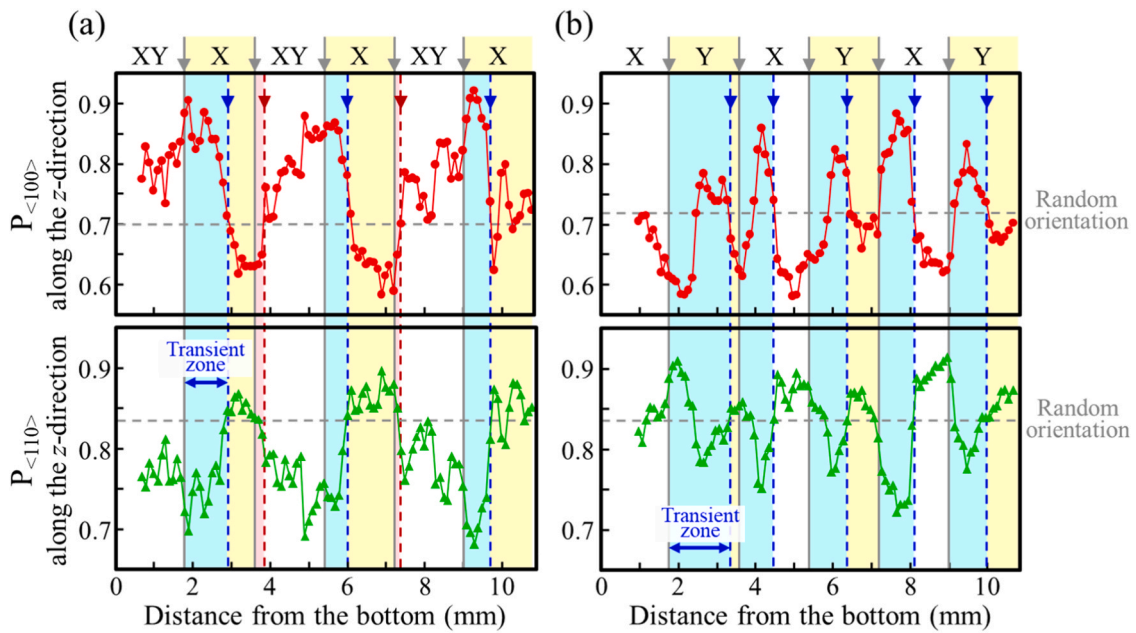 (a)
(b)
XY X XY X XY X
X Y X Y X Y
P<100>
along the z-direction
0.9
0.8
0.7
0.6
0.9
0.8
0.7
0.6
Random
orientation
P<110>
along the z-direction
0.9
0.8
0.7
Transient
zone
0.9
0.8
0.7
Transient
zone
Random
orientation
0 2 4 6 8 10
0 2 4 6 8 10
Distance from the bottom (mm)
Distance from the bottom (mm)